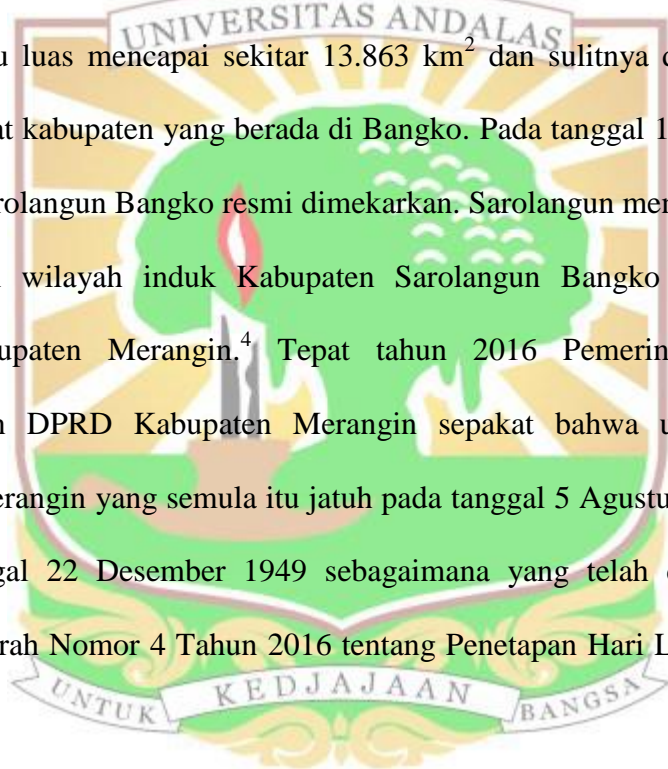 UNIVERSITAS ANDALAS
u luas mencapai sekitar 13.863 km² dan sulitnya
at kabupaten yang berada di Bangko. Pada tanggal 1
rolangun Bangko resmi dimekarkan. Sarolangun men
wilayah induk Kabupaten Sarolangun Bangko
upaten Merangin.⁴ Tepat tahun 2016 Pemerin
n DPRD Kabupaten Merangin sepakat bahwa u
erangin yang semula itu jatuh pada tanggal 5 Agustu
gal 22 Desember 1949 sebagaimana yang telah
rah Nomor 4 Tahun 2016 tentang Penetapan Hari L
UNTUK KEDJAJAAN BANGSA